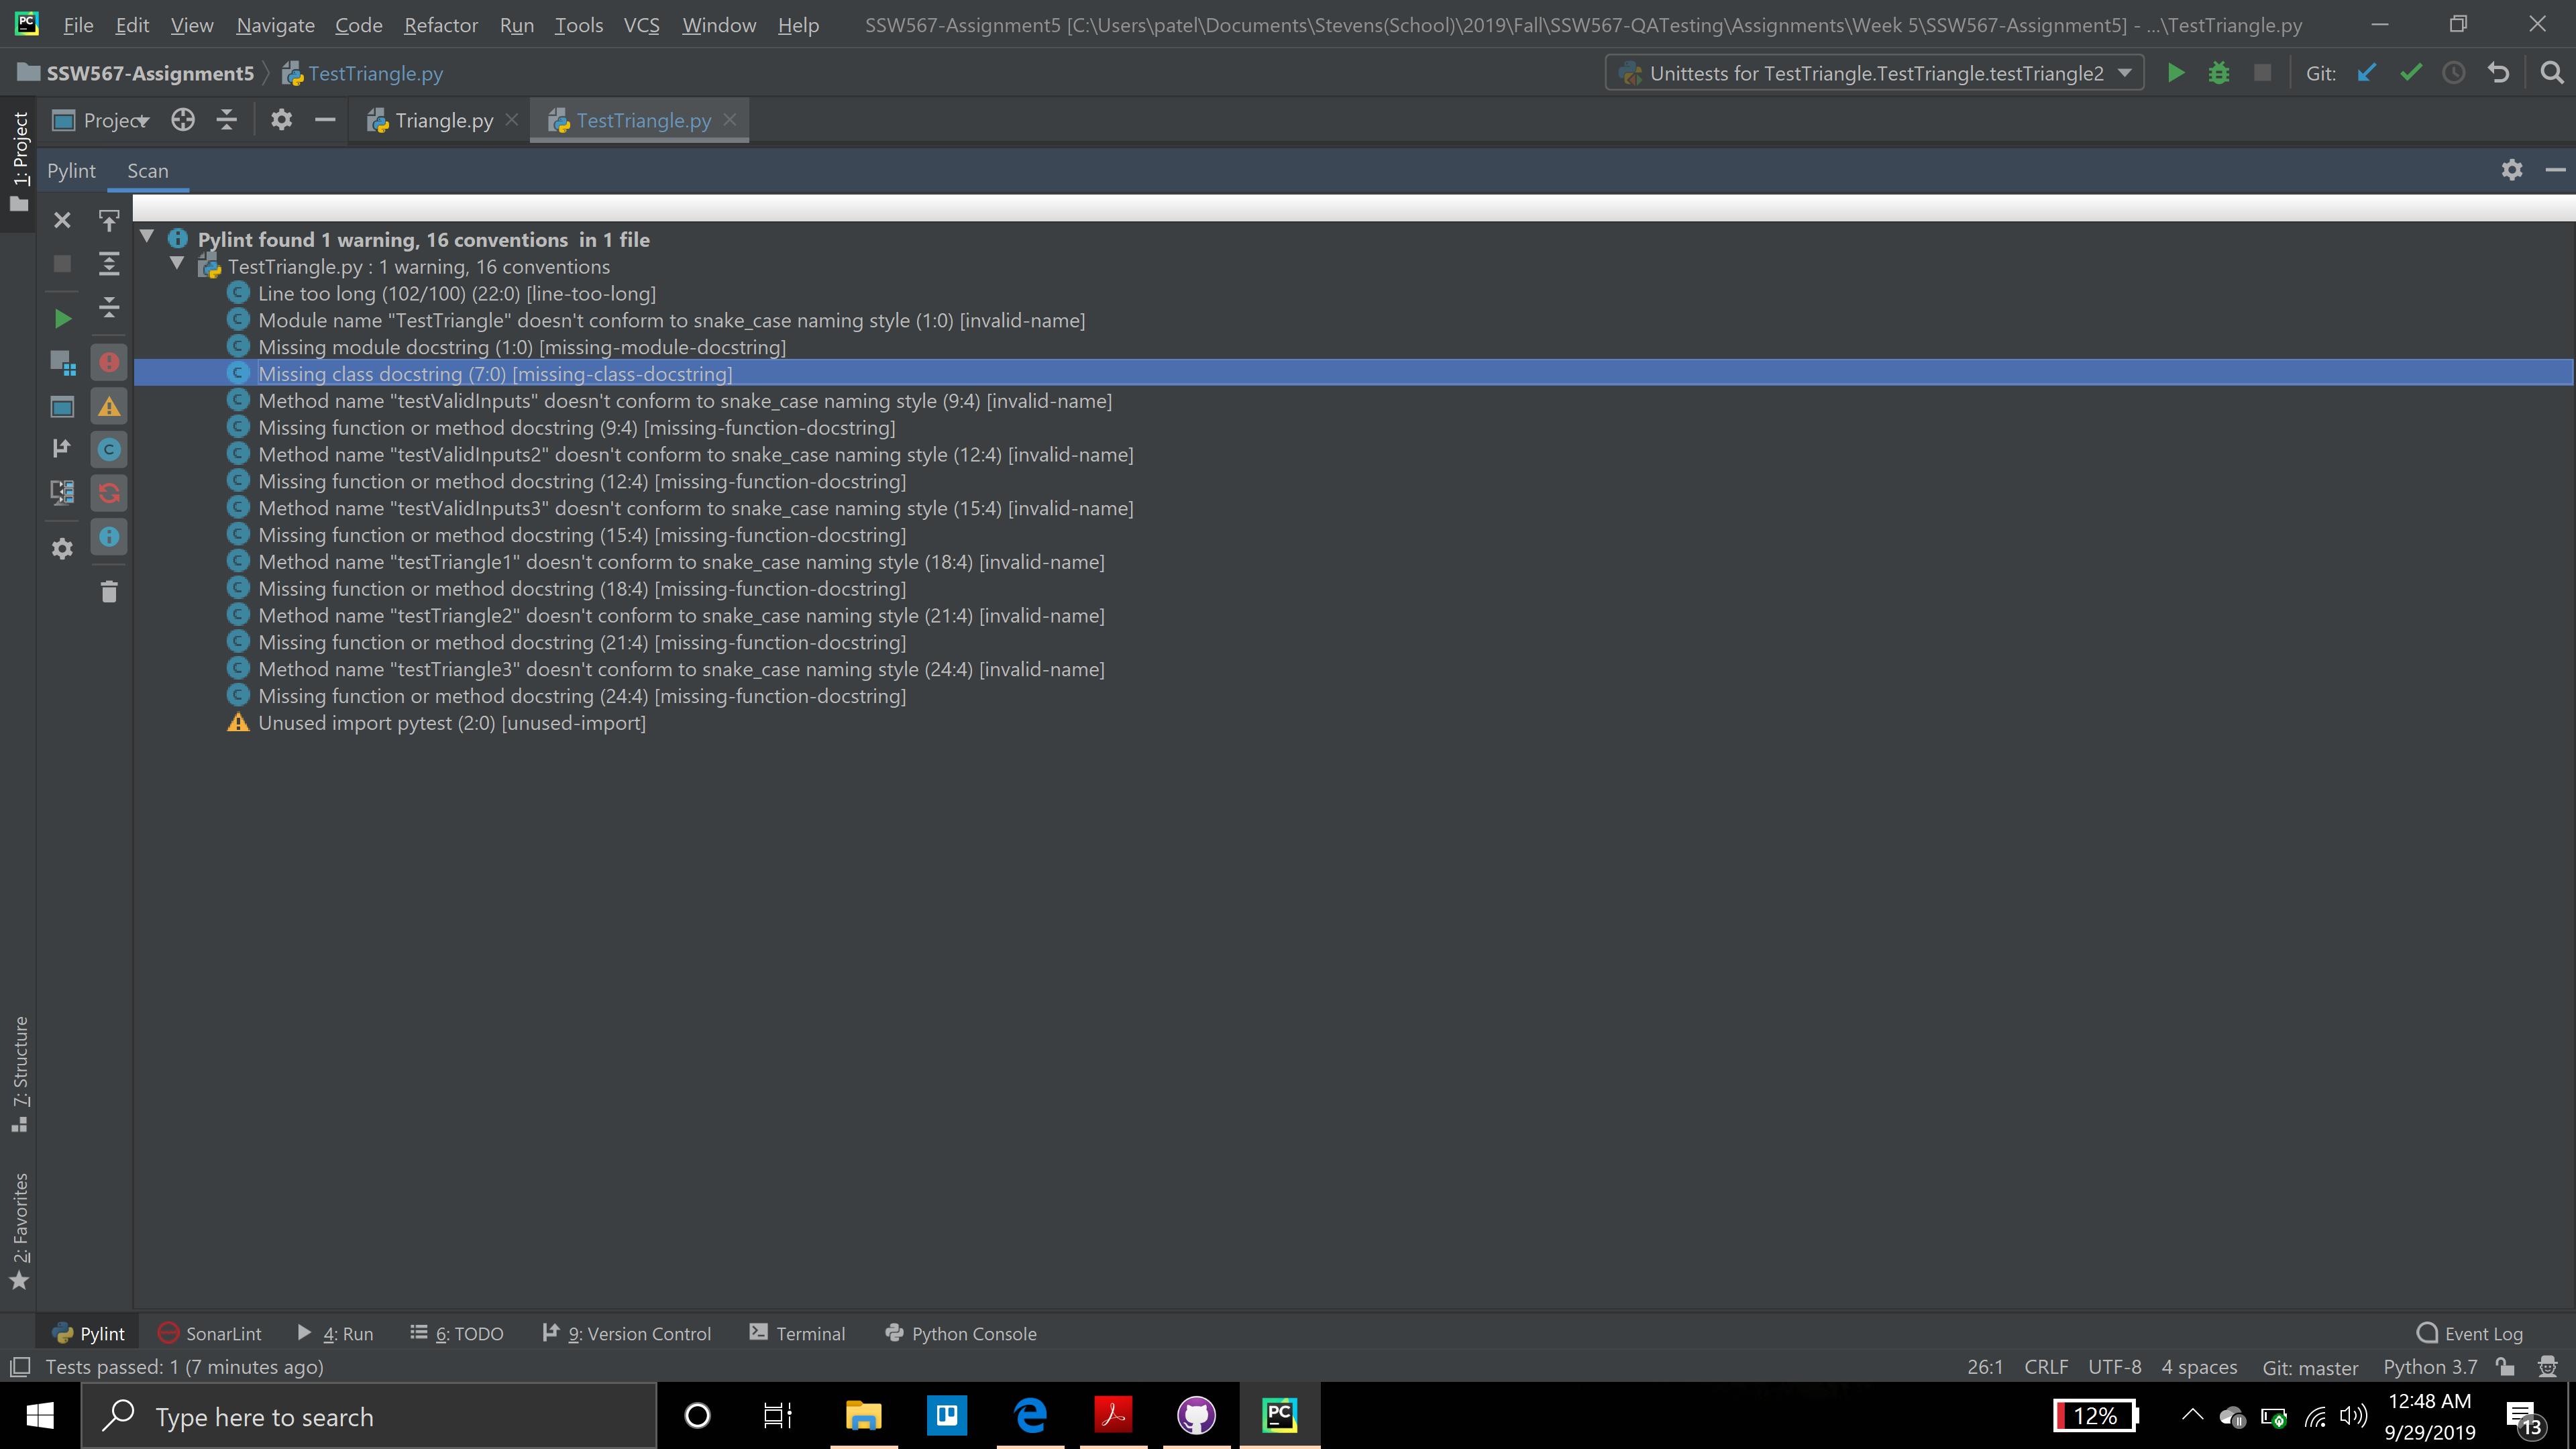 File Edit View Navigate Code Refactor Run Tools VCS Window Help SSW567-Assignment5 [C:\Users\patel\Documents\Stevens(School)\2019\Fall\SSW567-QATesting\Assignments\Week 5\SSW567-Assignment5] - ...\TestTriangle.py
SSW567-Assignment5 TestTriangle.py Unittests for TestTriangle.TestTriangle.testTriangle2 Git:
1: Project
Project Triangle.py TestTriangle.py
Pylint Scan
Pylint found 1 warning, 16 conventions in 1 file
TestTriangle.py : 1 warning, 16 conventions
Line too long (102/100) (22:0) [line-too-long]
Module name "TestTriangle" doesn't conform to snake_case naming style (1:0) [invalid-name]
Missing module docstring (1:0) [missing-module-docstring]
Missing class docstring (7:0) [missing-class-docstring]
Method name "testValidInputs" doesn't conform to snake_case naming style (9:4) [invalid-name]
Missing function or method docstring (9:4) [missing-function-docstring]
Method name "testValidInputs2" doesn't conform to snake_case naming style (12:4) [invalid-name]
Missing function or method docstring (12:4) [missing-function-docstring]
Method name "testValidInputs3" doesn't conform to snake_case naming style (15:4) [invalid-name]
Missing function or method docstring (15:4) [missing-function-docstring]
Method name "testTriangle1" doesn't conform to snake_case naming style (18:4) [invalid-name]
Missing function or method docstring (18:4) [missing-function-docstring]
Method name "testTriangle2" doesn't conform to snake_case naming style (21:4) [invalid-name]
Missing function or method docstring (21:4) [missing-function-docstring]
Method name "testTriangle3" doesn't conform to snake_case naming style (24:4) [invalid-name]
Missing function or method docstring (24:4) [missing-function-docstring]
Unused import pytest (2:0) [unused-import]
7: Structure
2: Favorites
Pylint SonarLint 4: Run 6: TODO 9: Version Control Terminal Python Console Event Log
Tests passed: 1 (7 minutes ago) 26:1 CRLF UTF-8 4 spaces Git: master Python 3.7
Type here to search
PC
12%
12:48 AM
9/29/2019
13